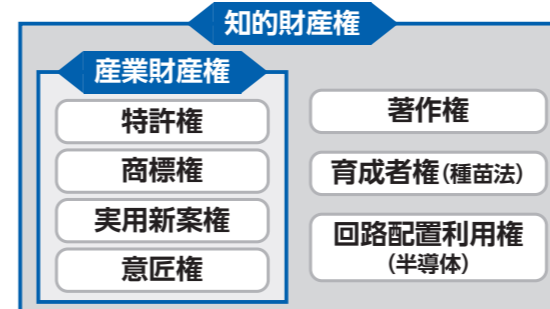 知的財産権
産業財産権
特許権
商標権
実用新案権
意匠権
著作権
育成者権(種苗法)
回路配置利用権
(半導体)